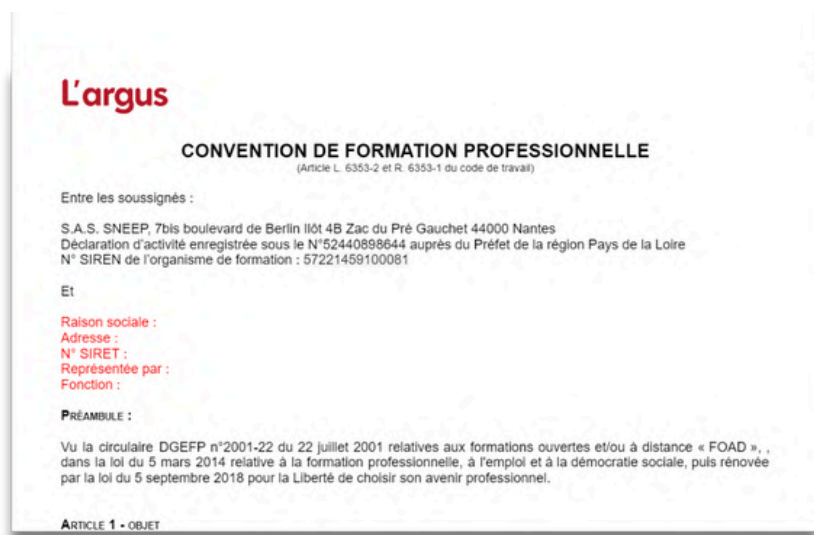 L'argus
CONVENTION DE FORMATION PROFESSIONNELLE
(Article L. 6353-2 et R. 6353-1 du code de travail)
Entre les soussignés :
S.A.S. SNEEP, 7bis boulevard de Berlin Ilôt 4B Zac du Pré Gauchet 44000 Nantes
Déclaration d'activité enregistrée sous le N°52440898644 auprès du Préfet de la région Pays de la Loire
N° SIREN de l'organisme de formation : 57221459100081
Et
Raison sociale :
Adresse :
N° SIRET :
Représentée par :
Fonction :
PRÉAMBULE :
Vu la circulaire DGEFP n°2001-22 du 22 juillet 2001 relatives aux formations ouvertes et/ou à distance « FOAD », ,
dans la loi du 5 mars 2014 relative à la formation professionnelle, à l'emploi et à la démocratie sociale, puis rénovée
par la loi du 5 septembre 2018 pour la Liberté de choisir son avenir professionnel.
ARTICLE 1 - OBJET